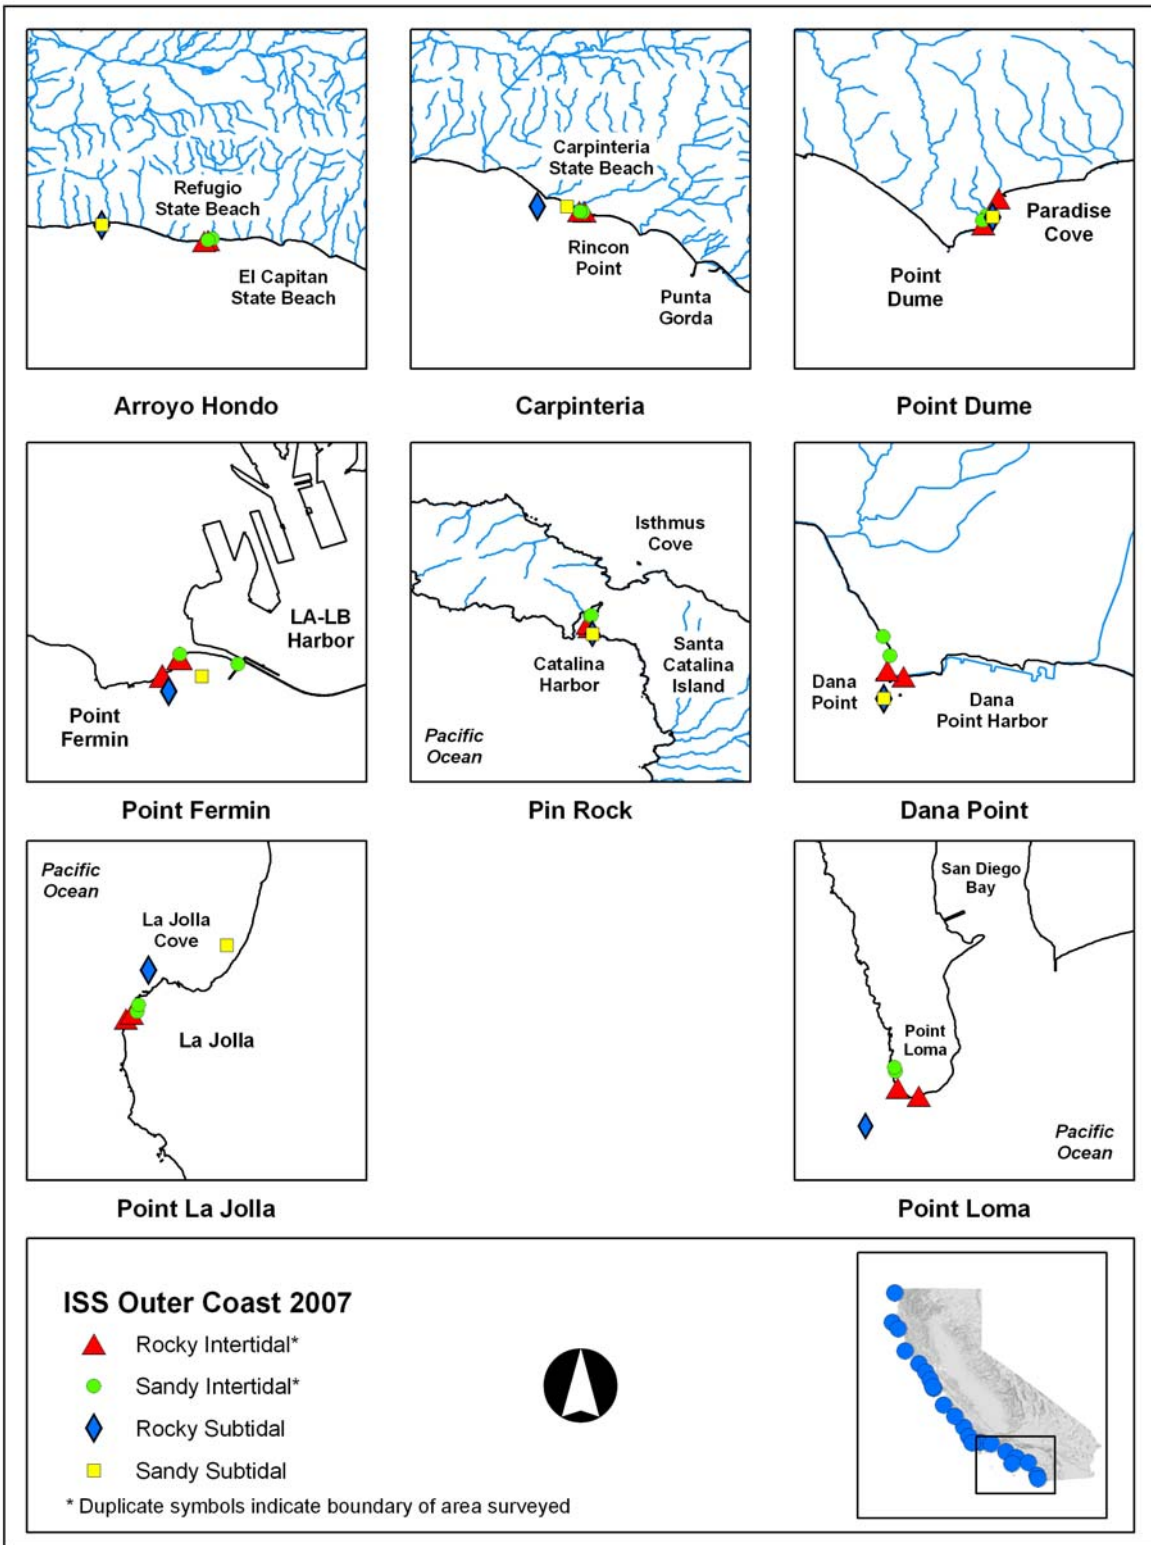 Refugio
State Beach
El Capitan
State Beach
Arroyo Hondo
Carpinteria
State Beach
Rincon
Point
Punta
Gorda
Carpinteria
Paradise
Cove
Point
Dume
Point Dume
LA-LB
Harbor
Point
Fermin
Point Fermin
Isthmus
Cove
Catalina
Harbor
Santa
Catalina
Island
Pacific
Ocean
Pin Rock
Dana
Point
Dana
Point Harbor
Dana Point
Pacific
Ocean
La Jolla
Cove
La Jolla
Point La Jolla
San Diego
Bay
Point
Loma
Pacific
Ocean
Point Loma
ISS Outer Coast 2007
Rocky Intertidal*
Sandy Intertidal*
Rocky Subtidal
Sandy Subtidal
* Duplicate symbols indicate boundary of area surveyed